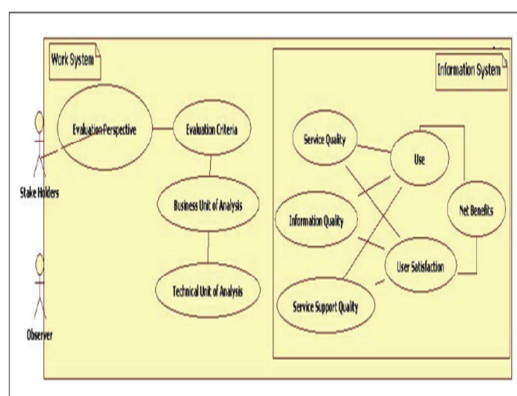 Work System
Information System
Evaluation Perspective
Evaluation Criteria
Service Quality
Use
Stake Holders
Business Unit of Analysis
Information Quality
Net Benefits
User Satisfaction
Technical Unit of Analysis
Service Support Quality
Observer